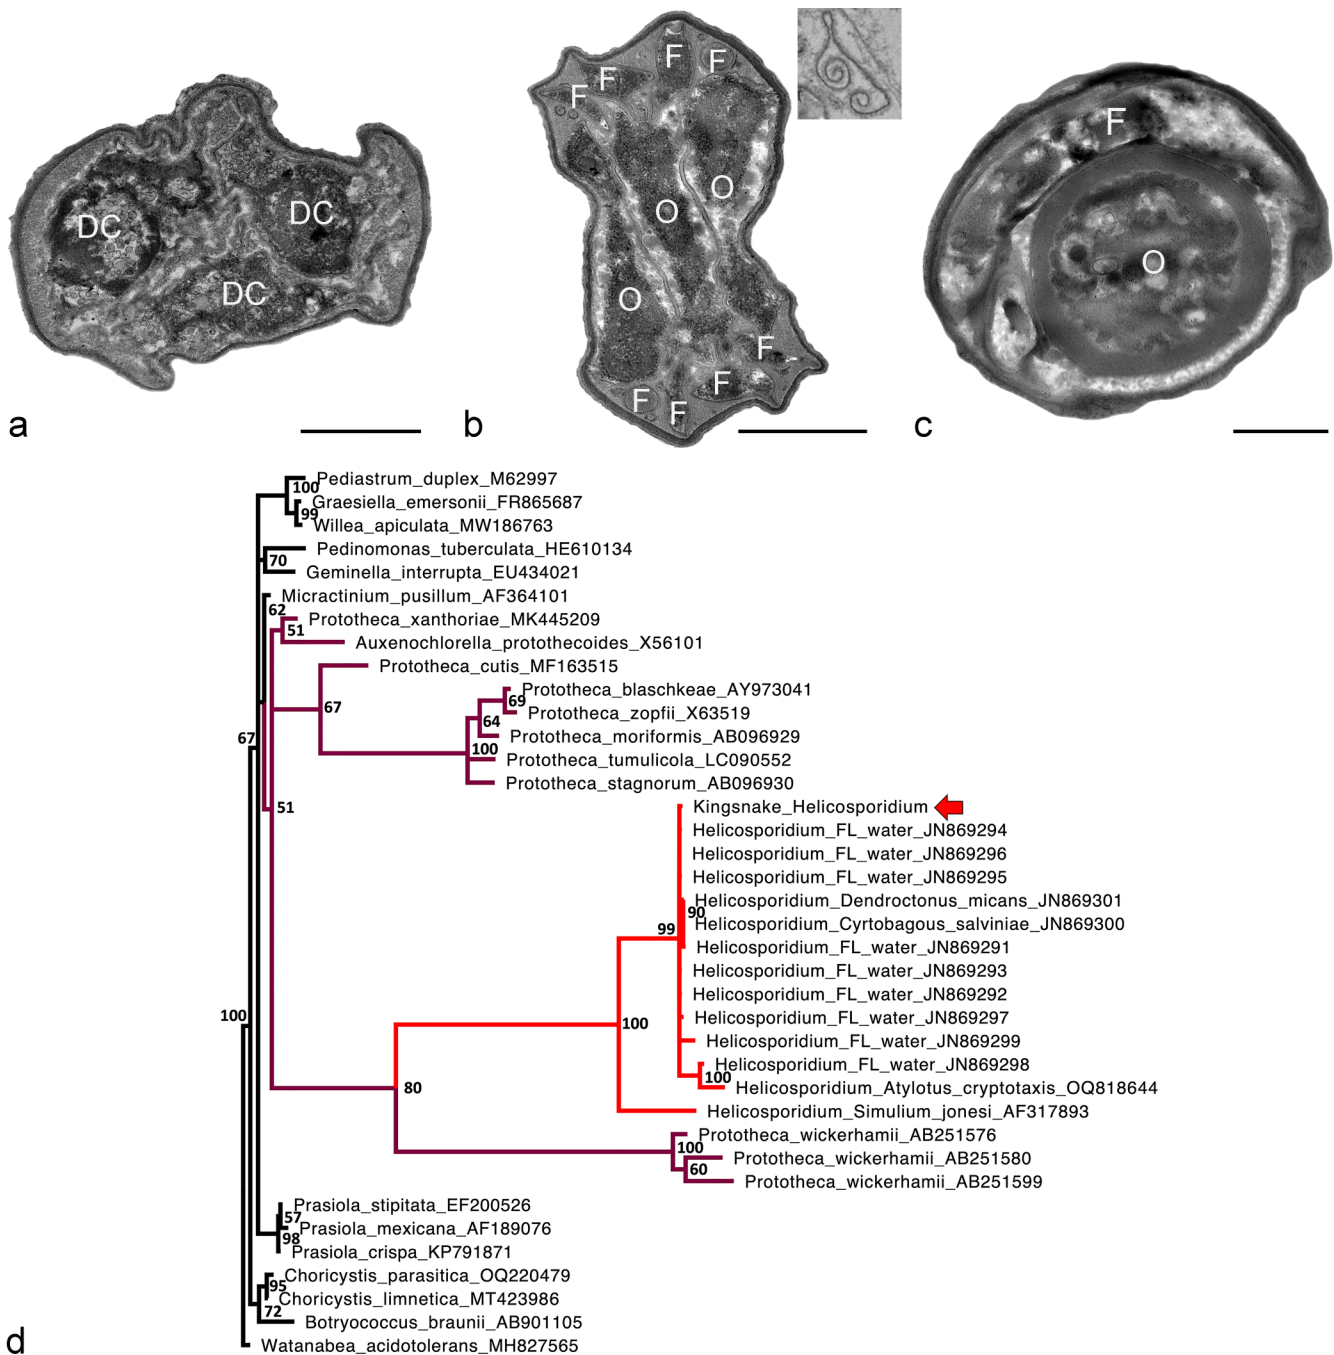 DC
DC
DC
F
F
F
F
O
O
O
F
F
F
F
F
O
a
b
c
Pediastrum_duplex_M62997
100
Graesiella_emersonii_FR865687
99
Willea_apiculata_MW186763
Pedinomonas_tuberculata_HE610134
70
Geminella_interrupta_EU434021
Micractinium_pusillum_AF364101
62
Prototheca_xanthoriae_MK445209
51
Auxenochlorella_protothecoides_X56101
Prototheca_cutis_MF163515
Prototheca_blaschkeae_AY973041
69
67
Prototheca_zopfii_X63519
64
Prototheca_moriformis_AB096929
67
100
Prototheca_tumulicola_LC090552
Prototheca_stagnorum_AB096930
51
Kingsnake_Helicosporidium
Helicosporidium_FL_water_JN869294
Helicosporidium_FL_water_JN869296
Helicosporidium_FL_water_JN869295
Helicosporidium_Dendroctonus_micans_JN869301
90
Helicosporidium_Cyrtobagous_salviniae_JN869300
99
Helicosporidium_FL_water_JN869291
Helicosporidium_FL_water_JN869293
Helicosporidium_FL_water_JN869292
100
Helicosporidium_FL_water_JN869297
100
Helicosporidium_FL_water_JN869299
Helicosporidium_FL_water_JN869298
100
80
Helicosporidium_Atylotus_cryptotaxis_OQ818644
Helicosporidium_Simulium_jonesi_AF317893
Prototheca_wickerhamii_AB251576
100
Prototheca_wickerhamii_AB251580
60
Prototheca_wickerhamii_AB251599
Prasiola_stipitata_EF200526
57
Prasiola_mexicana_AF189076
98
Prasiola_crispa_KP791871
Choricystis_parasitica_OQ220479
95
Choricystis_limnetica_MT423986
72
Botryococcus_braunii_AB901105
Watanabea_acidotolerans_MH827565
d